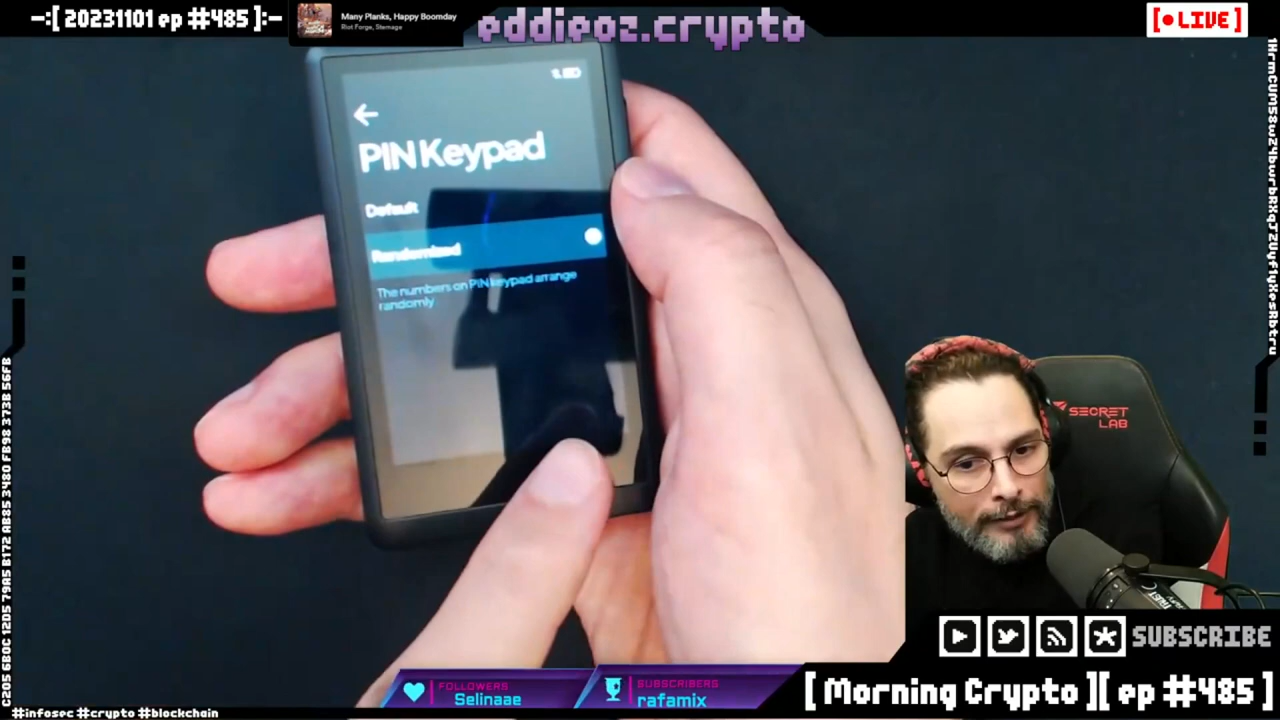 -:[ 20231101 ep #485 ]:-
Many Planks, Happy Boomday
Riot Forge, Stemage
eddieoz.crypto
[• LIVE]
PIN Keypad
Default
Randomized
The numbers on PIN keypad arrange
randomly
SECRET
LAB
SUBSCRIBE
FOLLOWERS
Selinaae
SUBSCRIBERS
rafamix
[ Morning Crypto ][ ep #485 ]
#infosec #crypto #blockchain